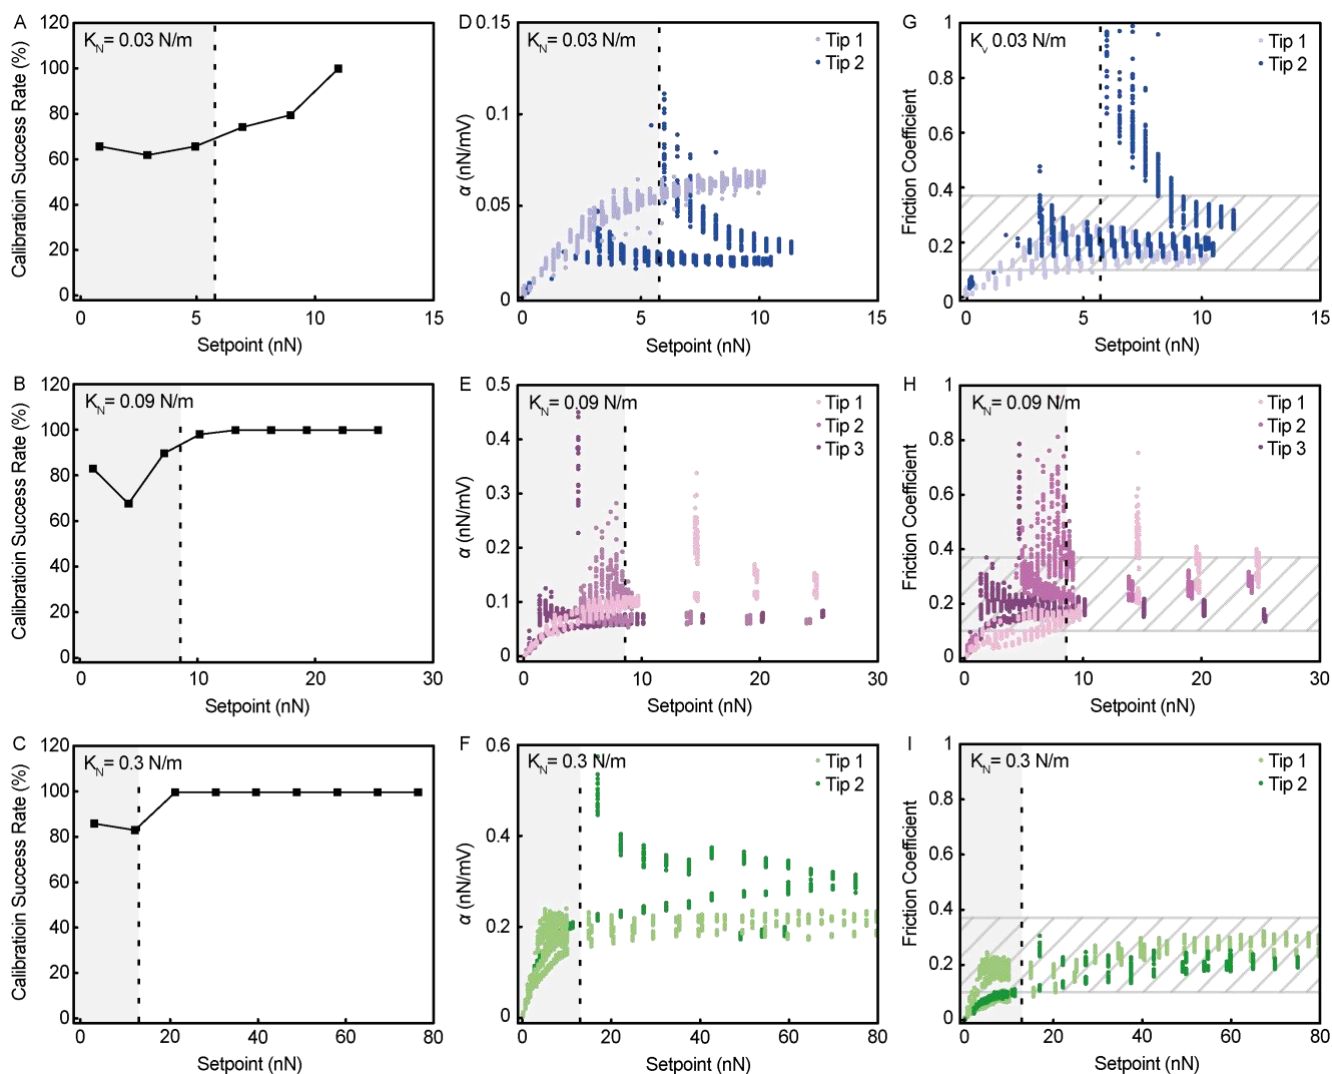 A
120
100
80
60
40
20
0
Calibratioin Success Rate (%)
K_N = 0.03 N/m
0 5 10 15
Setpoint (nN)
D
0.15
0.1
0.05
0
α (nN/mV)
K_N = 0.03 N/m
Tip 1
Tip 2
0 5 10 15
Setpoint (nN)
G
1
0.8
0.6
0.4
0.2
0
Friction Coefficient
K_v 0.03 N/m
Tip 1
Tip 2
0 5 10 15
Setpoint (nN)
B
120
100
80
60
40
20
0
Calibratioin Success Rate (%)
K_N = 0.09 N/m
0 10 20 30
Setpoint (nN)
E
0.5
0.4
0.3
0.2
0.1
0
α (nN/mV)
K_N = 0.09 N/m
Tip 1
Tip 2
Tip 3
0 10 20 30
Setpoint (nN)
H
1
0.8
0.6
0.4
0.2
0
Friction Coefficient
K_N = 0.09 N/m
Tip 1
Tip 2
Tip 3
0 10 20 30
Setpoint (nN)
C
120
100
80
60
40
20
0
Calibratioin Success Rate (%)
K_N = 0.3 N/m
0 20 40 60 80
Setpoint (nN)
F
0.6
0.4
0.2
0
α (nN/mV)
K_N = 0.3 N/m
Tip 1
Tip 2
0 20 40 60 80
Setpoint (nN)
I
1
0.8
0.6
0.4
0.2
0
Friction Coefficient
K_N = 0.3 N/m
Tip 1
Tip 2
0 20 40 60 80
Setpoint (nN)